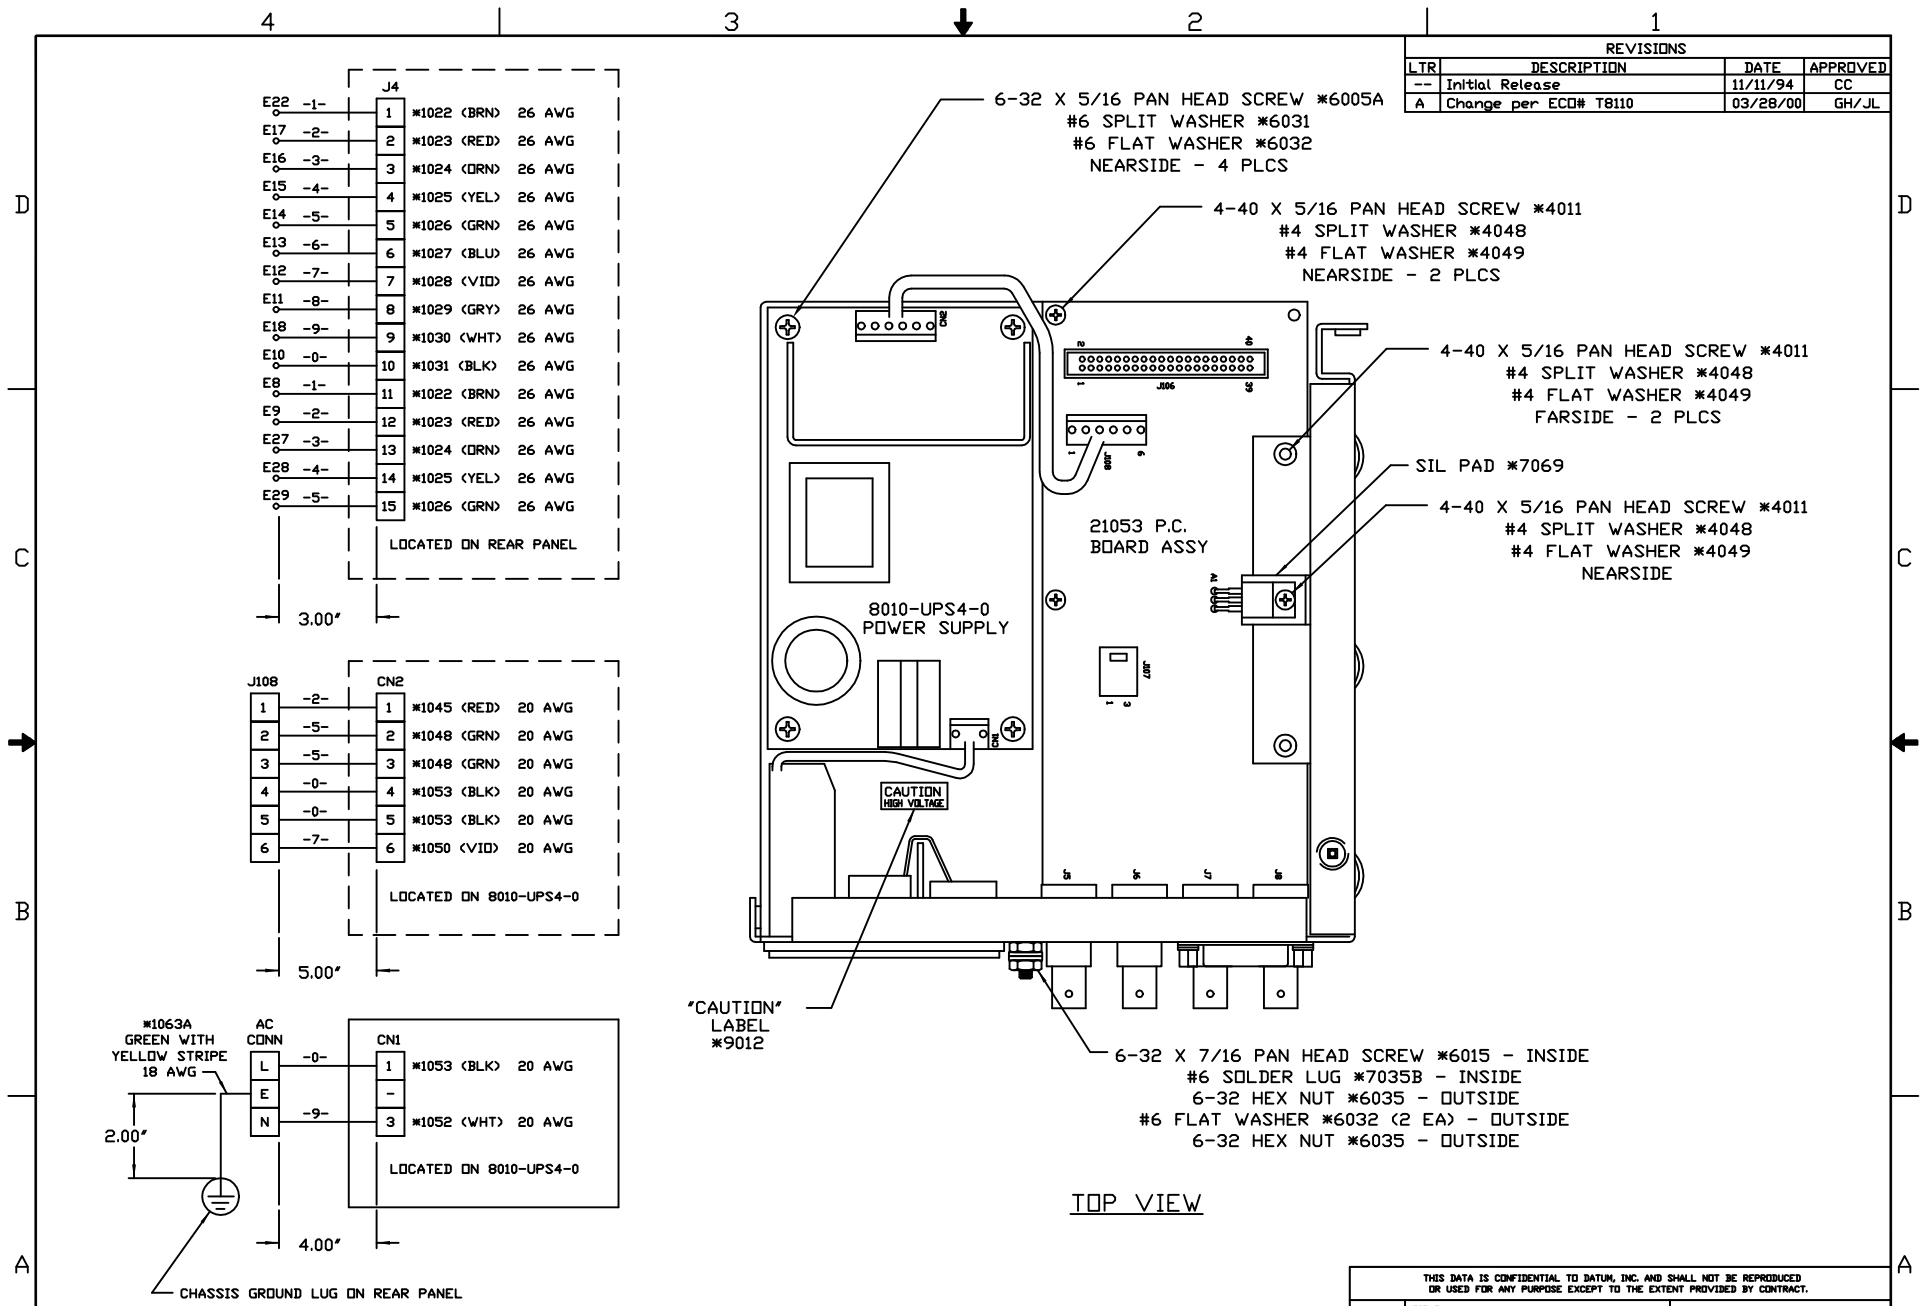 4 3 2 1
REVISIONS
LTR DESCRIPTION DATE APPROVED
-- Initial Release 11/11/94 CC
A Change per ECO# T8110 03/28/00 GH/JL
D D
C C
B B
A A
J4
E22 -1- 1 *1022 (BRN) 26 AWG
E17 -2- 2 *1023 (RED) 26 AWG
E16 -3- 3 *1024 (ORN) 26 AWG
E15 -4- 4 *1025 (YEL) 26 AWG
E14 -5- 5 *1026 (GRN) 26 AWG
E13 -6- 6 *1027 (BLU) 26 AWG
E12 -7- 7 *1028 (VIO) 26 AWG
E11 -8- 8 *1029 (GRY) 26 AWG
E18 -9- 9 *1030 (WHT) 26 AWG
E10 -0- 10 *1031 (BLK) 26 AWG
E8 -1- 11 *1022 (BRN) 26 AWG
E9 -2- 12 *1023 (RED) 26 AWG
E27 -3- 13 *1024 (ORN) 26 AWG
E28 -4- 14 *1025 (YEL) 26 AWG
E29 -5- 15 *1026 (GRN) 26 AWG
LOCATED ON REAR PANEL
3.00"
J108 CN2
1 -2- 1 *1045 (RED) 20 AWG
2 -5- 2 *1048 (GRN) 20 AWG
3 -5- 3 *1048 (GRN) 20 AWG
4 -0- 4 *1053 (BLK) 20 AWG
5 -0- 5 *1053 (BLK) 20 AWG
6 -7- 6 *1050 (VIO) 20 AWG
LOCATED ON 8010-UPS4-0
5.00"
*1063A
GREEN WITH
YELLOW STRIPE
18 AWG
AC
CONN
CN1
L -0- 1 *1053 (BLK) 20 AWG
E -
N -9- 3 *1052 (WHT) 20 AWG
LOCATED ON 8010-UPS4-0
2.00"
4.00"
CHASSIS GROUND LUG ON REAR PANEL
6-32 X 5/16 PAN HEAD SCREW *6005A
#6 SPLIT WASHER *6031
#6 FLAT WASHER *6032
NEARSIDE - 4 PLCS
4-40 X 5/16 PAN HEAD SCREW *4011
#4 SPLIT WASHER *4048
#4 FLAT WASHER *4049
NEARSIDE - 2 PLCS
4-40 X 5/16 PAN HEAD SCREW *4011
#4 SPLIT WASHER *4048
#4 FLAT WASHER *4049
FARSIDE - 2 PLCS
SIL PAD *7069
4-40 X 5/16 PAN HEAD SCREW *4011
#4 SPLIT WASHER *4048
#4 FLAT WASHER *4049
NEARSIDE
CN2
2 40
1 J106 39
1 J108 6
21053 P.C.
BOARD ASSY
A1
8010-UPS4-0
POWER SUPPLY
J107
1 3
CN1
CAUTION
HIGH VOLTAGE
J5 J6 J7 J8
"CAUTION"
LABEL
*9012
6-32 X 7/16 PAN HEAD SCREW *6015 - INSIDE
#6 SOLDER LUG *7035B - INSIDE
6-32 HEX NUT *6035 - OUTSIDE
#6 FLAT WASHER *6032 (2 EA) - OUTSIDE
6-32 HEX NUT *6035 - OUTSIDE
TOP VIEW
THIS DATA IS CONFIDENTIAL TO DATUM, INC. AND SHALL NOT BE REPRODUCED
OR USED FOR ANY PURPOSE EXCEPT TO THE EXTENT PROVIDED BY CONTRACT.